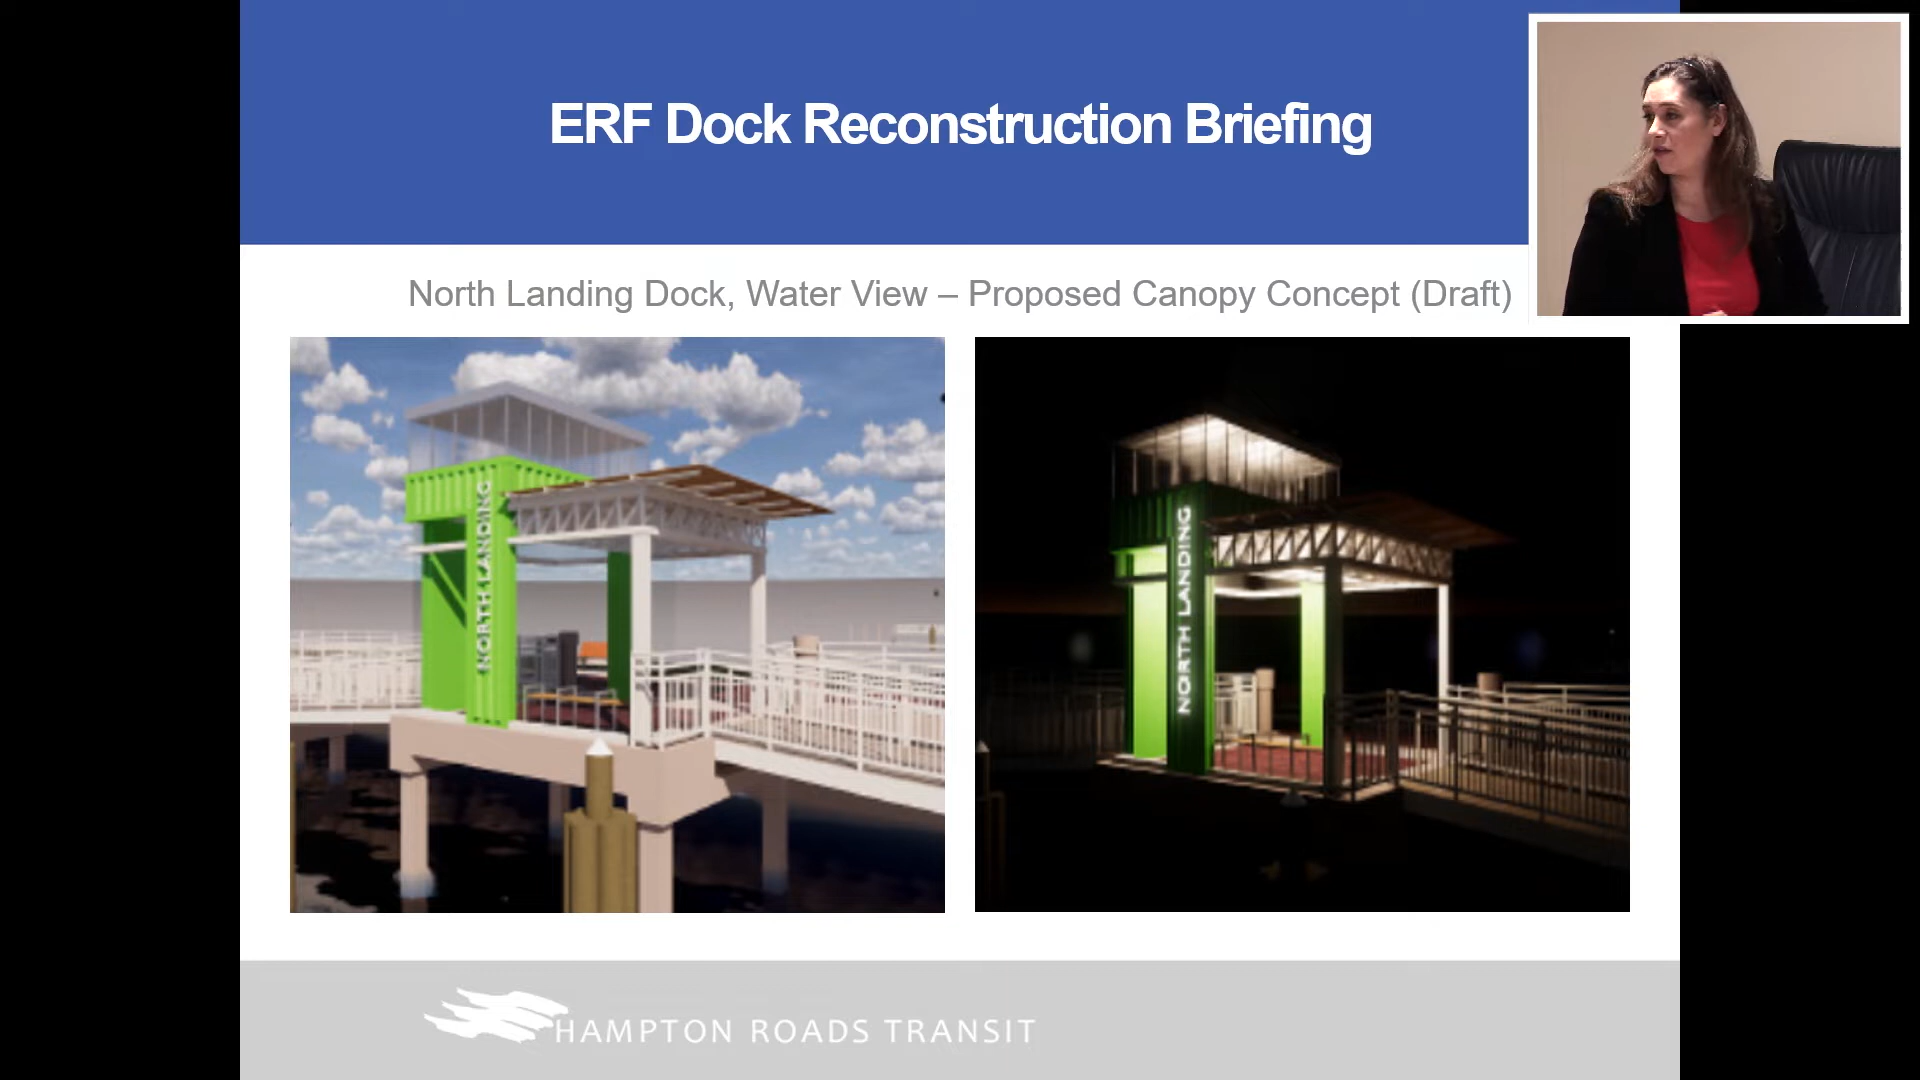 ERF Dock Reconstruction Briefing
North Landing Dock, Water View – Proposed Canopy Concept (Draft)
NORTH LANDING
NORTH LANDING
HAMPTON ROADS TRANSIT